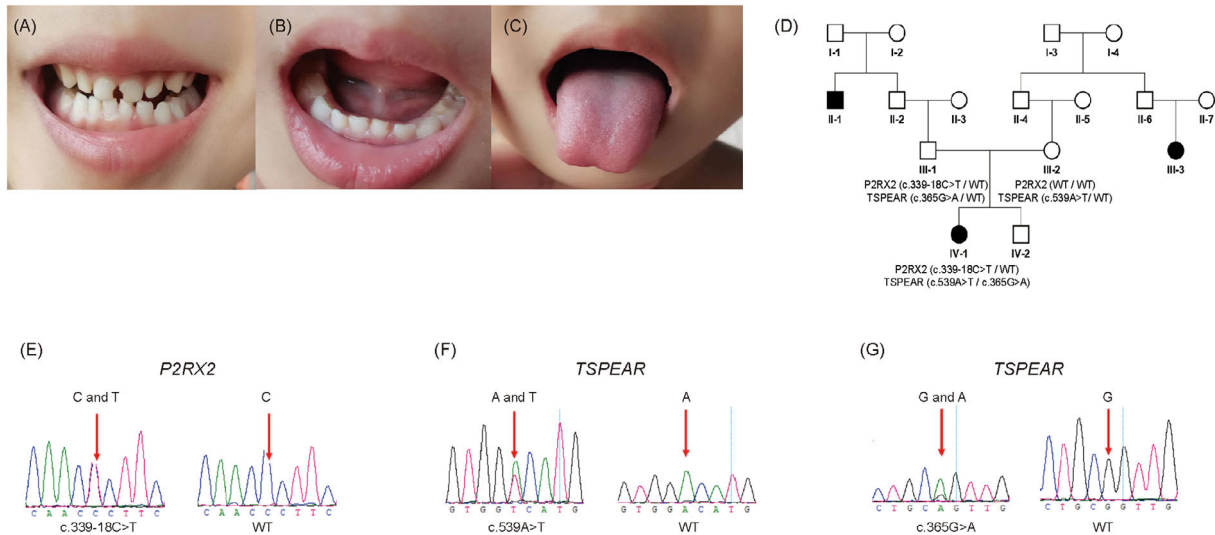 (A)
(B)
(C)
(D)
I-1
I-2
I-3
I-4
II-1
II-2
II-3
II-4
II-5
II-6
II-7
III-1
III-2
III-3
P2RX2 (c.339-18C>T / WT)
TSPEAR (c.365G>A / WT)
P2RX2 (WT / WT)
TSPEAR (c.539A>T/ WT)
IV-1
IV-2
P2RX2 (c.339-18C>T / WT)
TSPEAR (c.539A>T / c.365G>A)
(E)
P2RX2
C and T
C
C A A C C C T T C
C A A C C C T T C
c.339-18C>T
WT
(F)
TSPEAR
A and T
A
G T G G T C A T G
G T G G A C A T G
c.539A>T
WT
(G)
TSPEAR
G and A
G
C T G C A G T T G
C T G C G G T T G
c.365G>A
WT